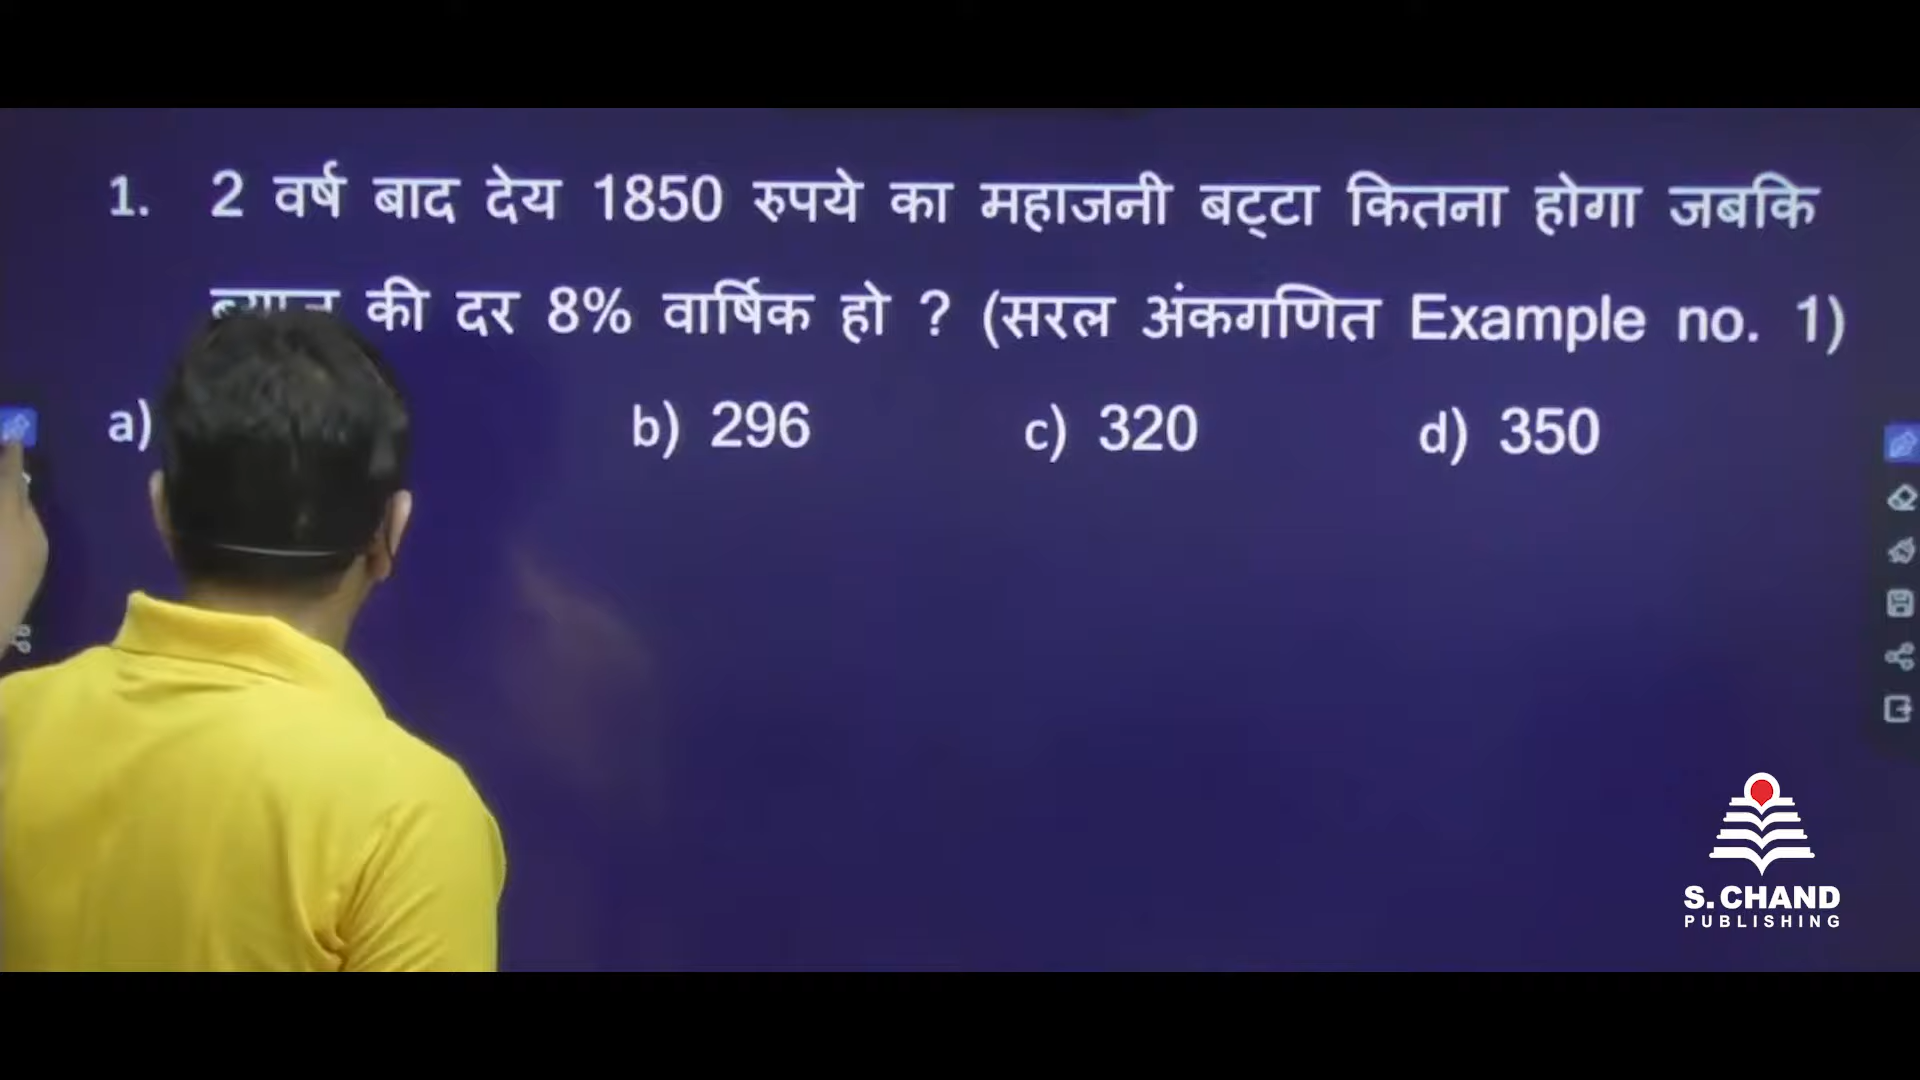 1. 2 वर्ष बाद देय 1850 रुपये का महाजनी बट्टा कितना होगा जबकि
की दर 8% वार्षिक हो ? (सरल अंकगणित Example no. 1)
a) b) 296 c) 320 d) 350
S. CHAND
PUBLISHING